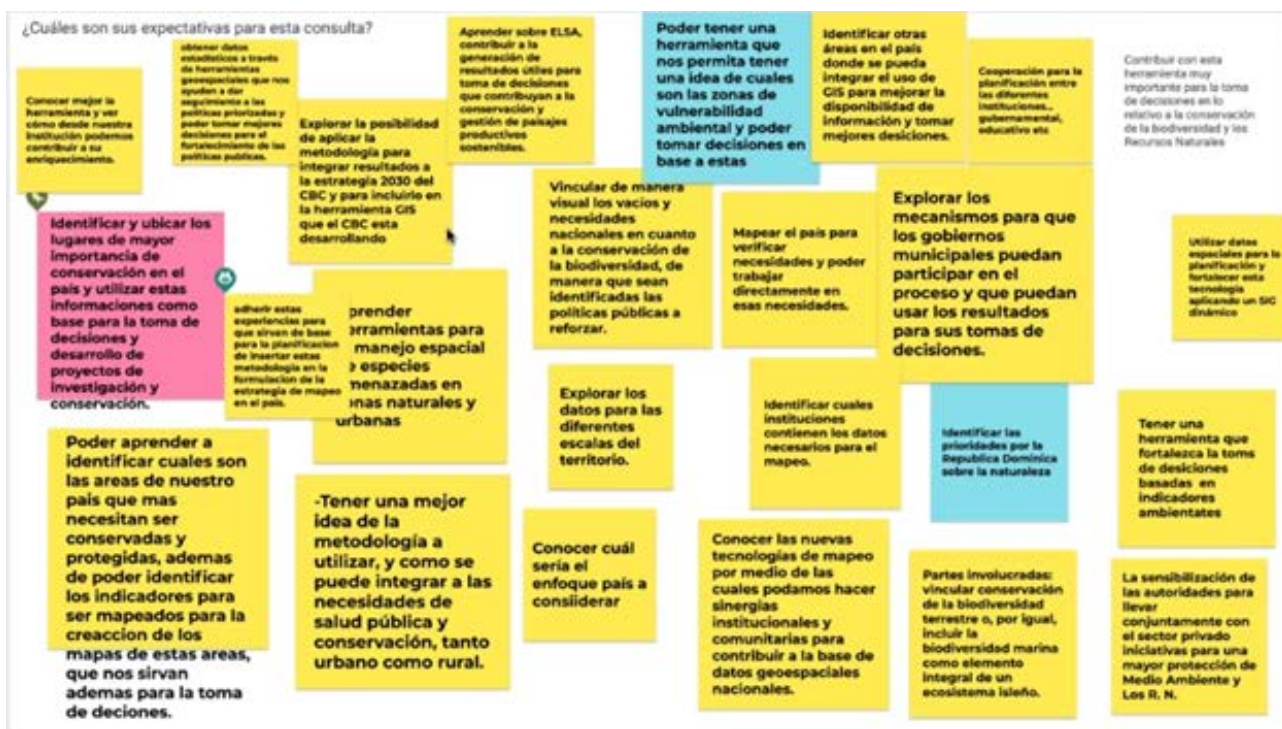 ¿Cuáles son sus expectativas para esta consulta?
Conocer mejor la
herramienta y ver
cómo desde nuestra
institución podemos
contribuir a su
enriquecimiento.
obtener datos
estadísticos a través
de herramientas
geoespaciales que nos
ayuden a dar
seguimiento a las
políticas priorizadas y
poder tomar mejores
decisiones para el
fortalecimiento de las
políticas publicas.
Explorar la posibilidad
de aplicar la
metodología para
integrar resultados a
la estrategia 2030 del
CBC y para incluirlo en
la herramienta GIS
que el CBC esta
desarrollando
Aprender sobre ELSA,
contribuir a la
generación de
resultados útiles para
toma de decisiones
que contribuyan a la
conservación y
gestión de paisajes
productivos
sostenibles.
Poder tener una
herramienta que
nos permita tener
una idea de cuales
son las zonas de
vulnerabilidad
ambiental y poder
tomar decisiones en
base a estas
Identificar otras
áreas en el país
donde se pueda
integrar el uso de
GIS para mejorar la
disponibilidad de
información y tomar
mejores desiciones.
Cooperación para la
planificación entre
las diferentes
instituciones...
gubernamental,
educativo etc
Contribuir con esta
herramienta muy
importante para la toma
de decisiones en lo
relativo a la conservación
de la biodiversidad y los
Recursos Naturales
Identificar y ubicar los
lugares de mayor
importancia de
conservación en el
país y utilizar estas
informaciones como
base para la toma de
decisiones y
desarrollo de
proyectos de
investigación y
conservación.
adherir estas
experiencias para
que sirven de base
para la planificacion
de insertar estas
metodología en la
formulacion de la
estrategia de mapeo
en el país.
prender
erramientas para
manejo espacial
e especies
menazadas en
onas naturales y
urbanas
Vincular de manera
visual los vacíos y
necesidades
nacionales en cuanto
a la conservación de
la biodiversidad, de
manera que sean
identificadas las
políticas públicas a
reforzar.
Mapear el país para
verificar
necesidades y poder
trabajar
directamente en
esas necesidades.
Explorar los
mecanismos para que
los gobiernos
municipales puedan
participar en el
proceso y que puedan
usar los resultados
para sus tomas de
decisiones.
Utilizar datos
espaciales para la
planificación y
fortalecer esta
tecnología
aplicando un SIG
dinámico
Poder aprender a
identificar cuales son
las areas de nuestro
pais que mas
necesitan ser
conservadas y
protegidas, ademas
de poder identificar
los indicadores para
ser mapeados para la
creaccion de los
mapas de estas areas,
que nos sirvan
ademas para la toma
de deciones.
-Tener una mejor
idea de la
metodología a
utilizar, y como se
puede integrar a las
necesidades de
salud pública y
conservación, tanto
urbano como rural.
Explorar los
datos para las
diferentes
escalas del
territorio.
Identificar cuales
instituciones
contienen los datos
necesarios para el
mapeo.
Identificar las
prioridades por la
Republica Dominica
sobre la naturaleza
Tener una
herramienta que
fortalezca la toms
de desiciones
basadas en
indicadores
ambientates
Conocer cuál
sería el
enfoque país a
consiiderar
Conocer las nuevas
tecnologías de mapeo
por medio de las
cuales podamos hacer
sinergias
institucionales y
comunitarias para
contribuir a la base de
datos geoespaciales
nacionales.
Partes involucradas:
vincular conservación
de la biodiversidad
terrestre o, por igual,
incluir la
biodiversidad marina
como elemento
integral de un
ecosistema isleño.
La sensibilización de
las autoridades para
llevar
conjuntamente con
el sector privado
iniciativas para una
mayor protección de
Medio Ambiente y
Los R. N.